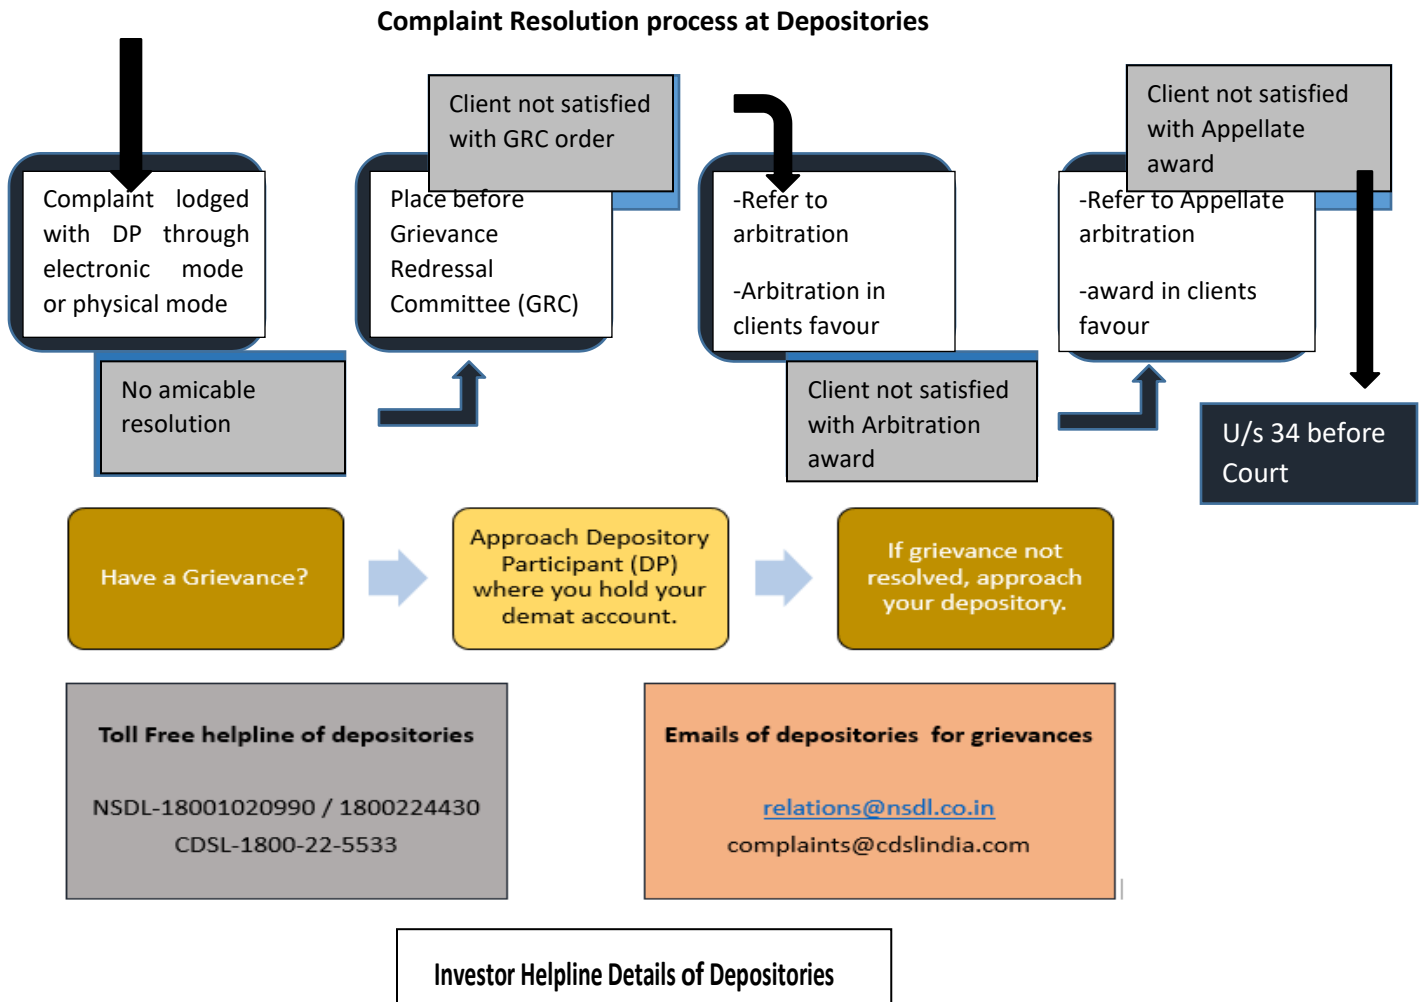 Complaint Resolution process at Depositories
Complaint lodged
with DP through
electronic mode
or physical mode
No amicable
resolution
Client not satisfied
with GRC order
Place before
Grievance
Redressal
Committee (GRC)
-Refer to
arbitration
-Arbitration in
clients favour
Client not satisfied
with Arbitration
award
Client not satisfied
with Appellate
award
-Refer to Appellate
arbitration
-award in clients
favour
U/s 34 before
Court
Have a Grievance?
Approach Depository
Participant (DP)
where you hold your
demat account.
If grievance not
resolved, approach
your depository.
Toll Free helpline of depositories
NSDL-18001020990 / 1800224430
CDSL-1800-22-5533
Emails of depositories for grievances
relations@nsdl.co.in
complaints@cdslindia.com
Investor Helpline Details of Depositories